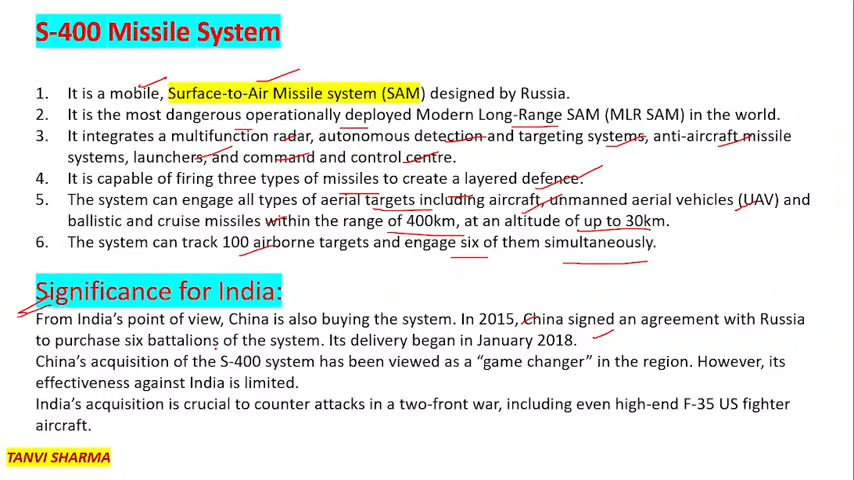 S-400 Missile System
1. It is a mobile, Surface-to-Air Missile system (SAM) designed by Russia.
2. It is the most dangerous operationally deployed Modern Long-Range SAM (MLR SAM) in the world.
3. It integrates a multifunction radar, autonomous detection and targeting systems, anti-aircraft missile
systems, launchers, and command and control centre.
4. It is capable of firing three types of missiles to create a layered defence.
5. The system can engage all types of aerial targets including aircraft, unmanned aerial vehicles (UAV) and
ballistic and cruise missiles within the range of 400km, at an altitude of up to 30km.
6. The system can track 100 airborne targets and engage six of them simultaneously.
Significance for India:
From India's point of view, China is also buying the system. In 2015, China signed an agreement with Russia
to purchase six battalions of the system. Its delivery began in January 2018.
China's acquisition of the S-400 system has been viewed as a “game changer” in the region. However, its
effectiveness against India is limited.
India's acquisition is crucial to counter attacks in a two-front war, including even high-end F-35 US fighter
aircraft.
TANVI SHARMA